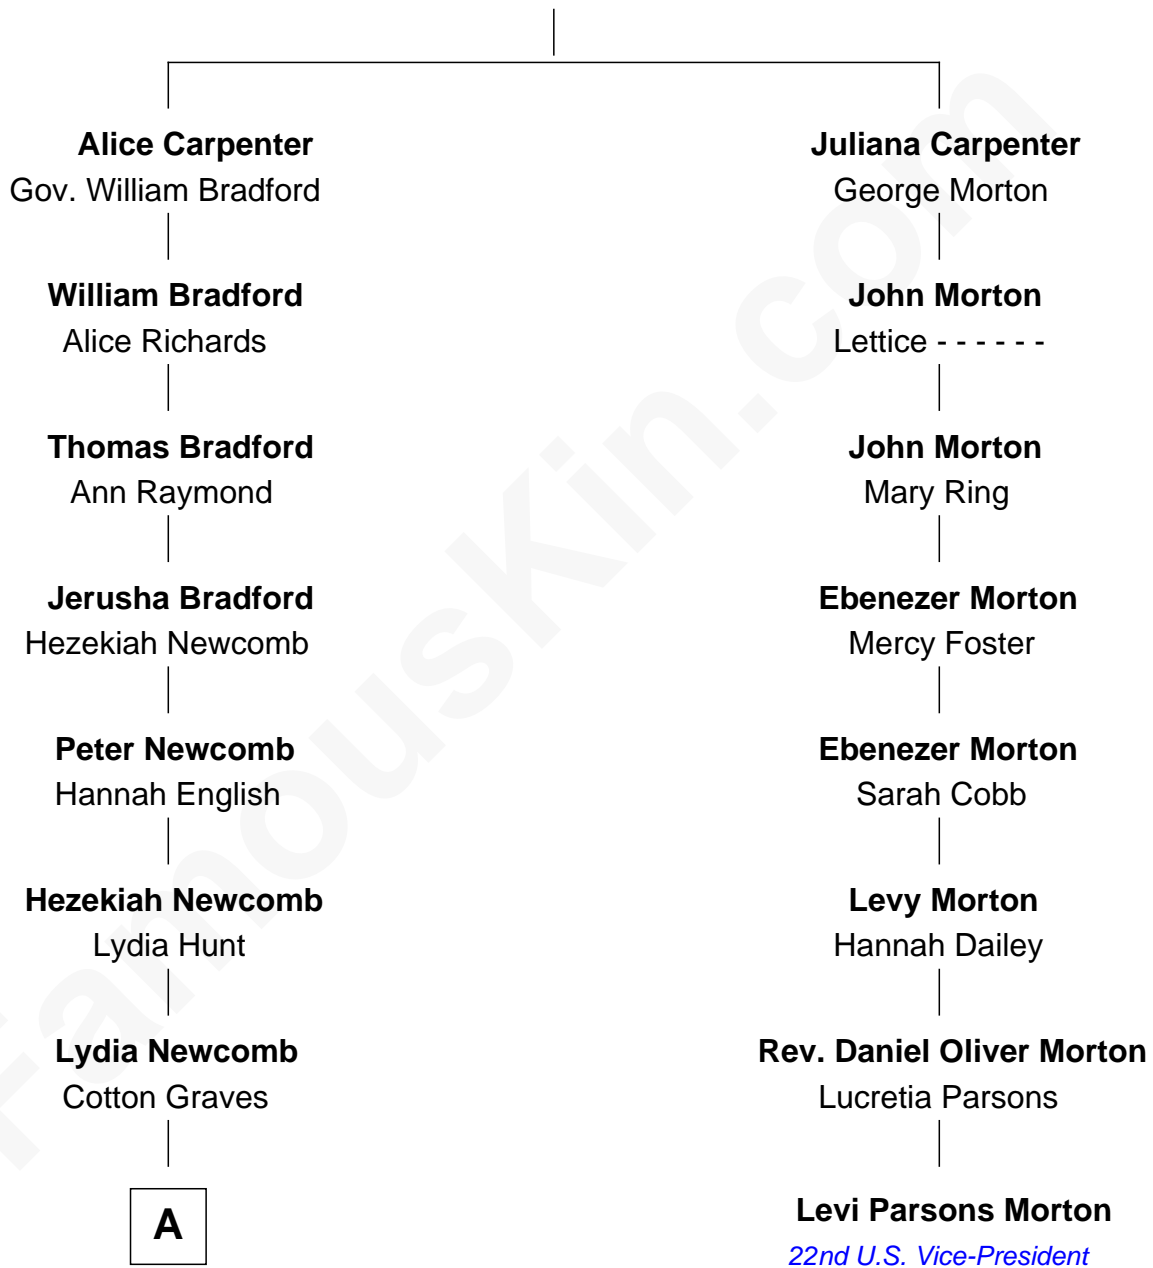 Alice Carpenter
Gov. William Bradford
William Bradford
Alice Richards
Thomas Bradford
Ann Raymond
Jerusha Bradford
Hezekiah Newcomb
Peter Newcomb
Hannah English
Hezekiah Newcomb
Lydia Hunt
Lydia Newcomb
Cotton Graves
A
Juliana Carpenter
George Morton
John Morton
Lettice - - - - - -
John Morton
Mary Ring
Ebenezer Morton
Mercy Foster
Ebenezer Morton
Sarah Cobb
Levy Morton
Hannah Dailey
Rev. Daniel Oliver Morton
Lucretia Parsons
Levi Parsons Morton
22nd U.S. Vice-President
FamousKin.com